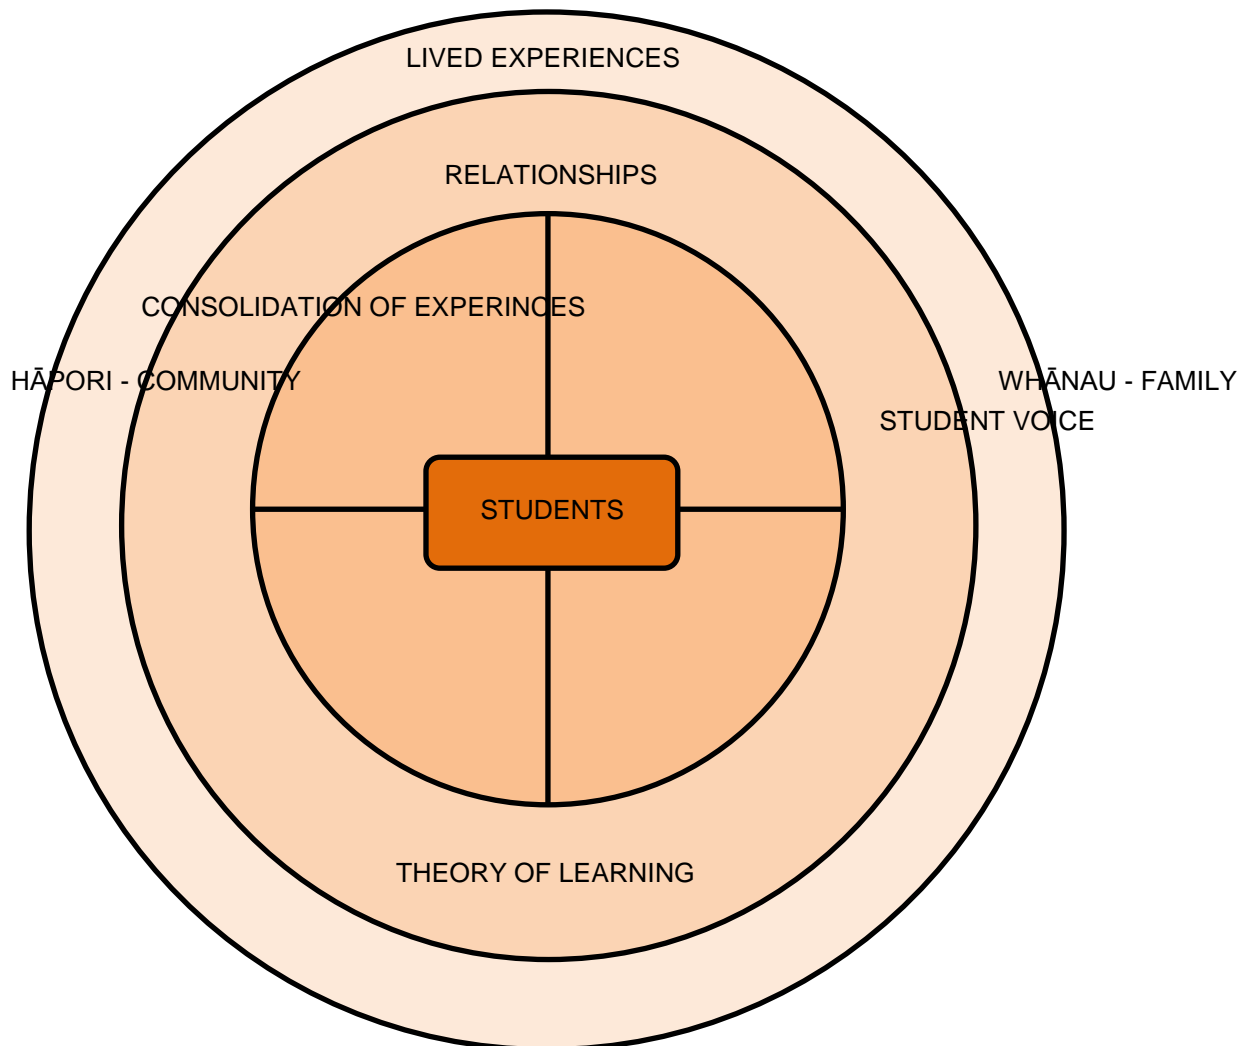 LIVED EXPERIENCES
RELATIONSHIPS
CONSOLIDATION OF EXPERINCES
HĀPORI - COMMUNITY
WHĀNAU - FAMILY
STUDENT VOICE
STUDENTS
THEORY OF LEARNING